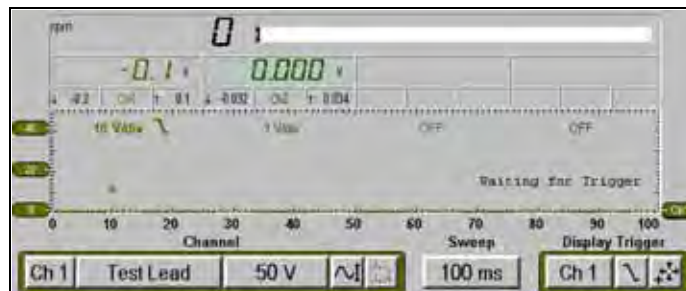 rpm 0 1
-0.1 v 0.000 v
-0.2 Ch1 0.1 -0.032 Ch2 0.034
10 V/div 1 V/div OFF OFF
Waiting for Trigger
0 10 20 30 40 50 60 70 80 90 100
Channel Sweep Display Trigger
Ch 1 Test Lead 50 V 100 ms Ch 1